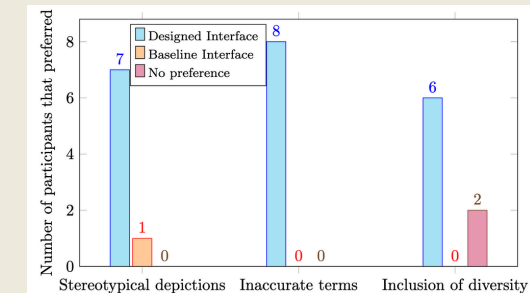 Number of participants that preferred
8
6
4
2
0
Designed Interface
Baseline Interface
No preference
7
1
0
8
0
0
6
0
2
Stereotypical depictions
Inaccurate terms
Inclusion of diversity